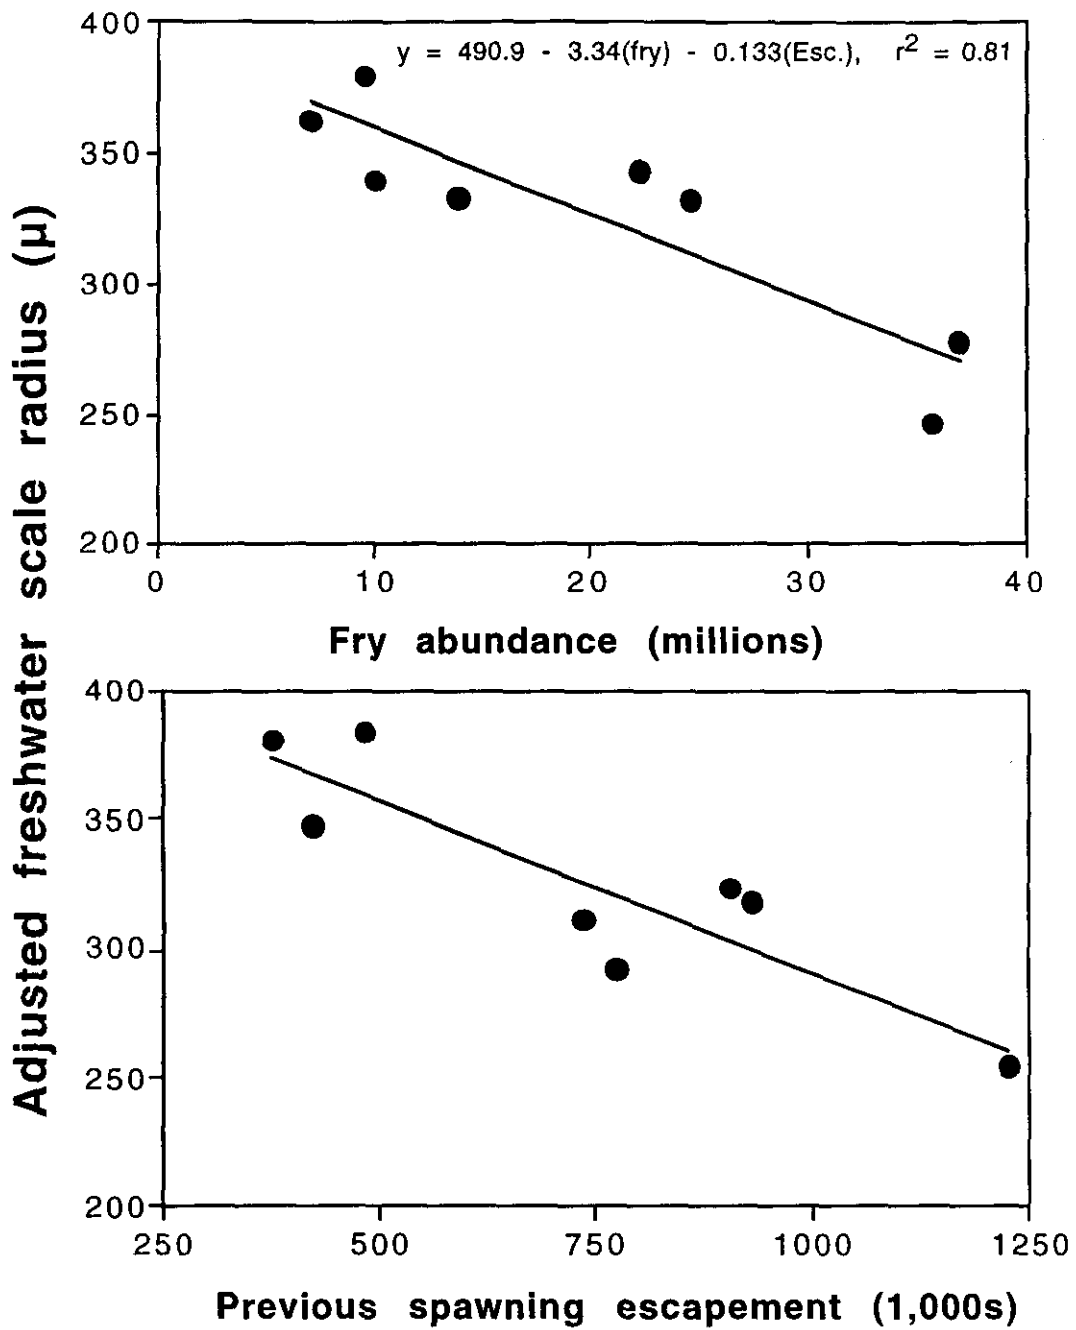 Adjusted freshwater scale radius (µ)
y = 490.9 - 3.34(fry) - 0.133(Esc.), r² = 0.81
400
350
300
250
200
0 10 20 30 40
Fry abundance (millions)
400
350
300
250
200
250 500 750 1000 1250
Previous spawning escapement (1,000s)